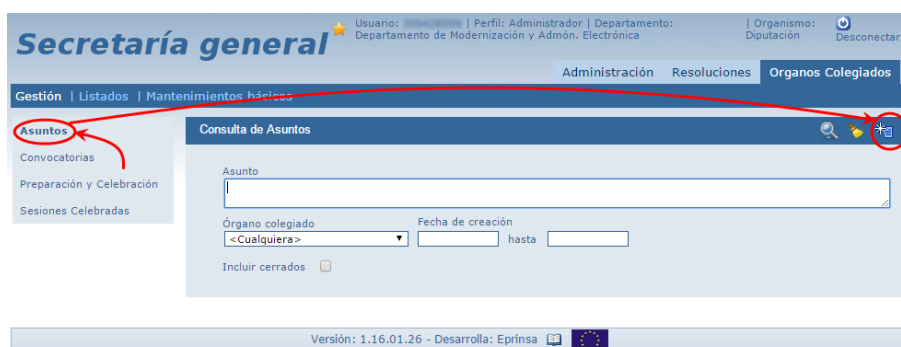 Secretaría general
Usuario: | Perfil: Administrador | Departamento: | Organismo:
Departamento de Modernización y Admón. Electrónica Diputación Desconectar
Administración Resoluciones Organos Colegiados
Gestión | Listados | Mantenimientos básicos
Asuntos
Convocatorias
Preparación y Celebración
Sesiones Celebradas
Consulta de Asuntos
Asunto
Órgano colegiado Fecha de creación
<Cualquiera> hasta
Incluir cerrados
Versión: 1.16.01.26 - Desarrolla: Eprinsa